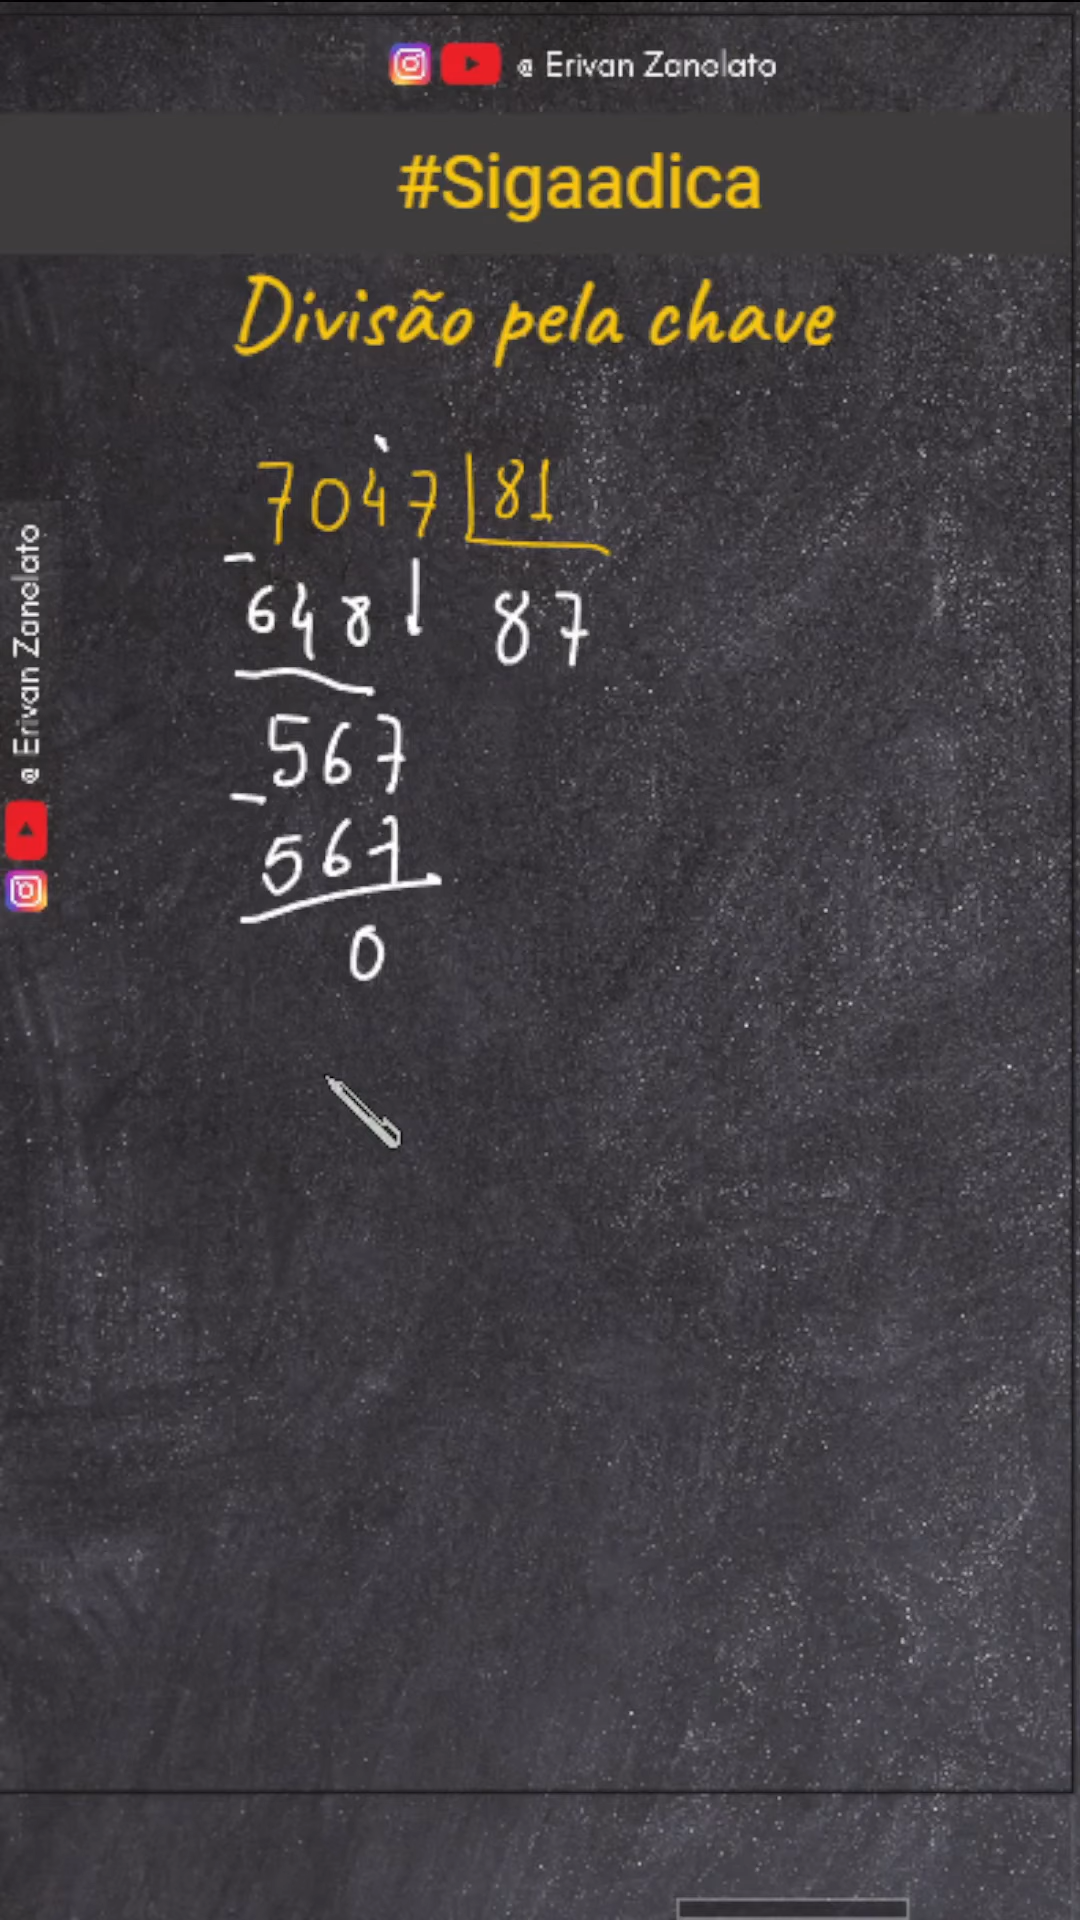 @ Erivan Zanolato
#Sigaadica
Divisão pela chave
7047 81
- 648 87
567
- 567
0
@ Erivan Zanolato